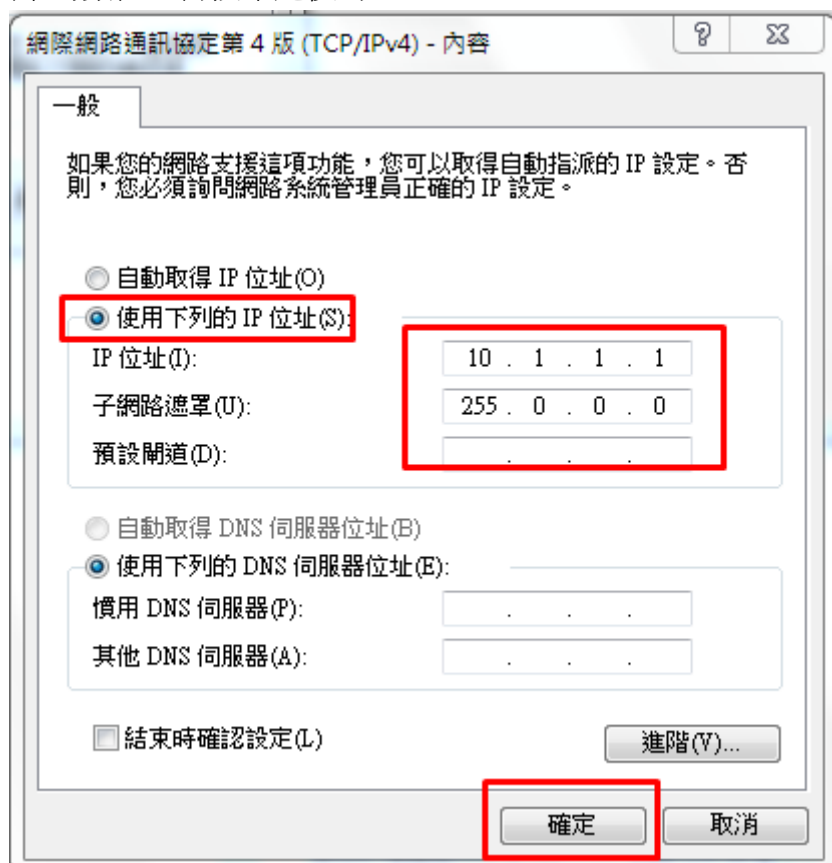 網際網路通訊協定第 4 版 (TCP/IPv4) - 內容
一般
如果您的網路支援這項功能，您可以取得自動指派的 IP 設定。否
則，您必須詢問網路系統管理員正確的 IP 設定。
自動取得 IP 位址(O)
使用下列的 IP 位址(S):
IP 位址(I): 10 . 1 . 1 . 1
子網路遮罩(U): 255 . 0 . 0 . 0
預設閘道(D): . . .
自動取得 DNS 伺服器位址(B)
使用下列的 DNS 伺服器位址(E):
慣用 DNS 伺服器(P): . . .
其他 DNS 伺服器(A): . . .
結束時確認設定(L)
進階(V)...
確定 取消